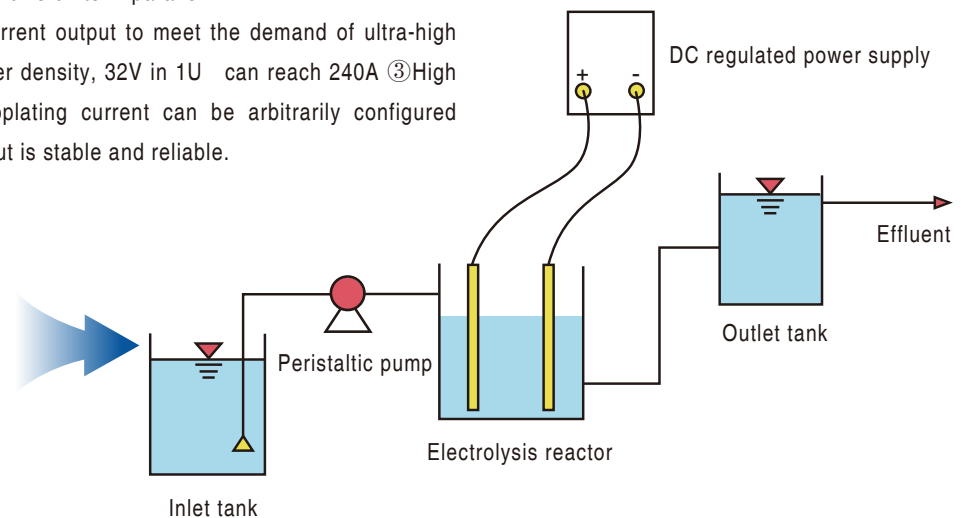 urrent output to meet the demand of ultra-high
er density, 32V in 1U can reach 240A ③High
oplating current can be arbitrarily configured
ut is stable and reliable.
DC regulated power supply
+ -
Effluent
Outlet tank
Peristaltic pump
Electrolysis reactor
Inlet tank